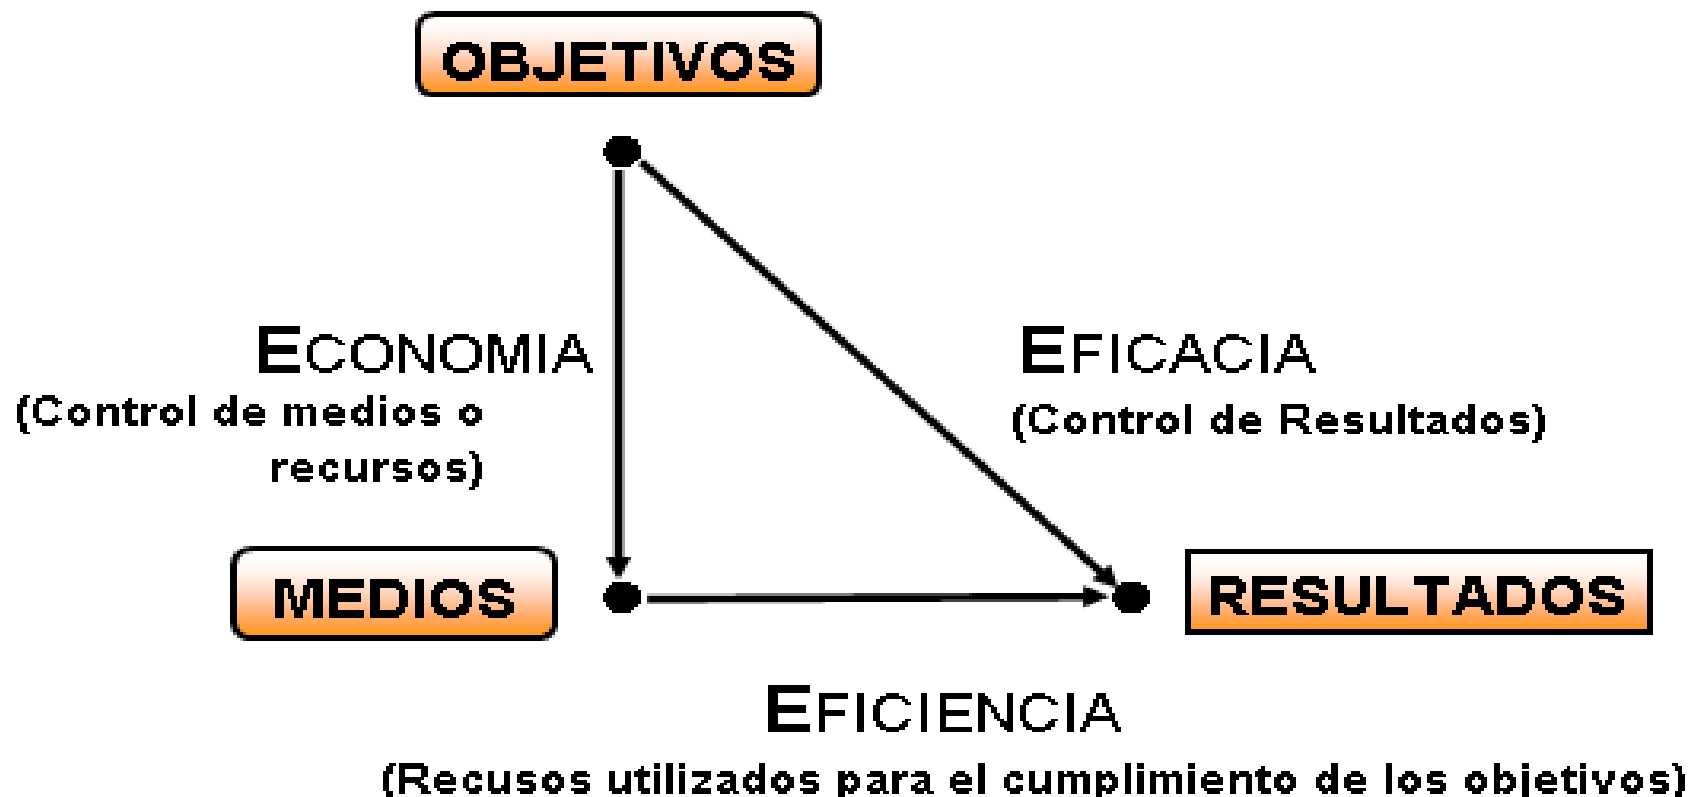 OBJETIVOS
ECONOMIA
(Control de medios o
recursos)
EFICACIA
(Control de Resultados)
MEDIOS
RESULTADOS
EFICIENCIA
(Recusos utilizados para el cumplimiento de los objetivos)